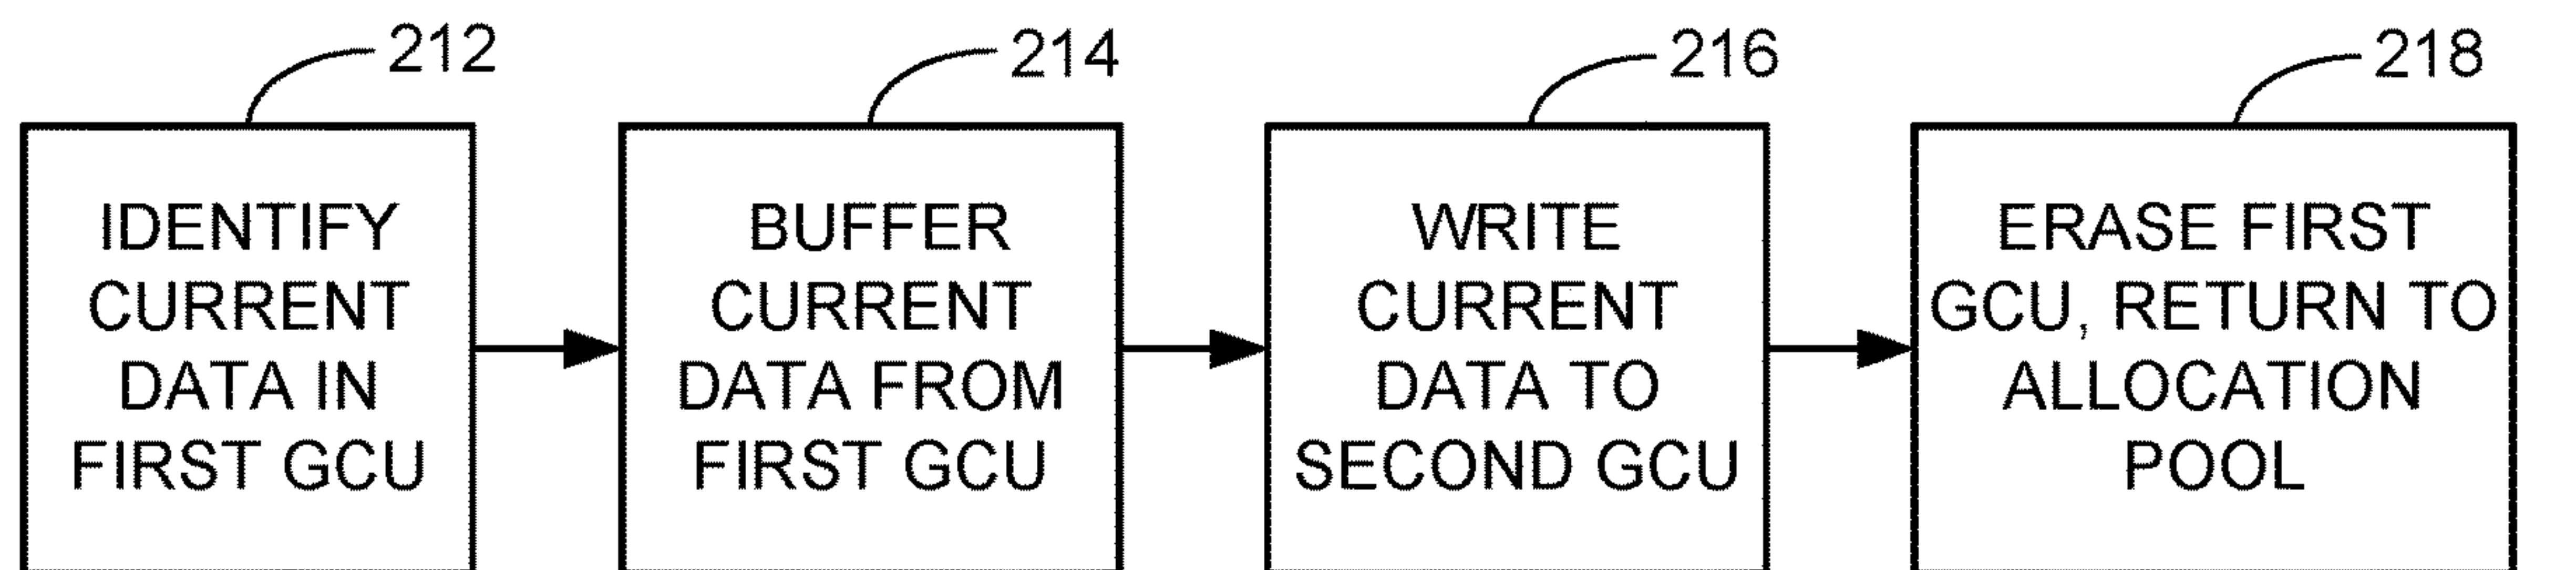 212
214
216
218
IDENTIFY
CURRENT
DATA IN
FIRST GCU
BUFFER
CURRENT
DATA FROM
FIRST GCU
WRITE
CURRENT
DATA TO
SECOND GCU
ERASE FIRST
GCU, RETURN TO
ALLOCATION
POOL